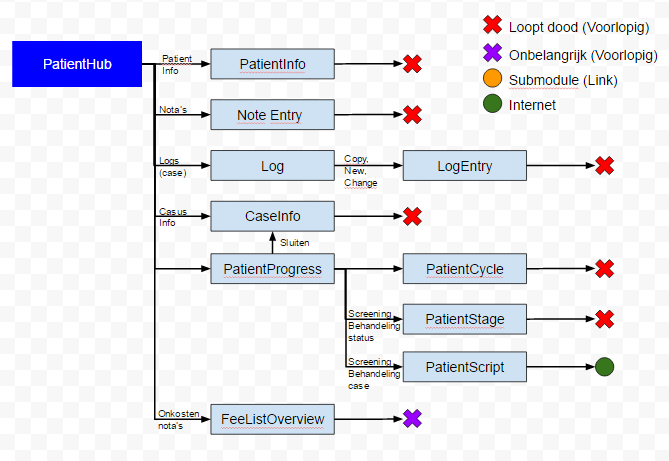 Loopt dood (Voorlopig)
Onbelangrijk (Voorlopig)
Submodule (Link)
Internet
PatientHub
Patient
Info
PatientInfo
Nota's
Note Entry
Logs
(case)
Log
Copy,
New,
Change
LogEntry
Casus
Info
CaseInfo
Sluiten
PatientProgress
PatientCycle
Screening
Behandeling
status
PatientStage
Screening
Behandeling
case
PatientScript
Onkosten
nota's
FeeListOverview